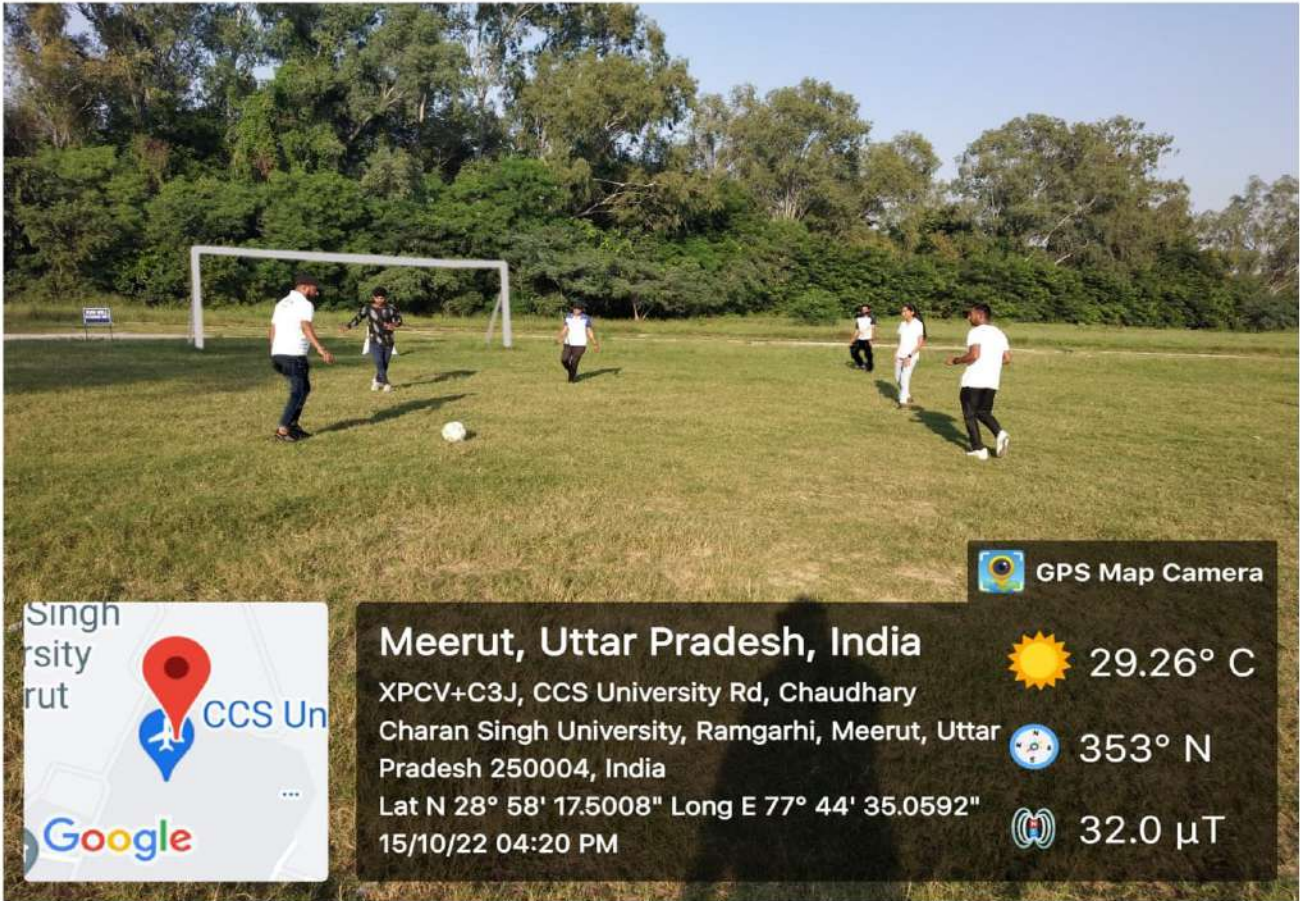 GPS Map Camera
Singh
rsity
rut
CCS Un
Google
Meerut, Uttar Pradesh, India
XPCV+C3J, CCS University Rd, Chaudhary
Charan Singh University, Ramgarhi, Meerut, Uttar
Pradesh 250004, India
Lat N 28° 58' 17.5008" Long E 77° 44' 35.0592"
15/10/22 04:20 PM
29.26° C
353° N
32.0 µT